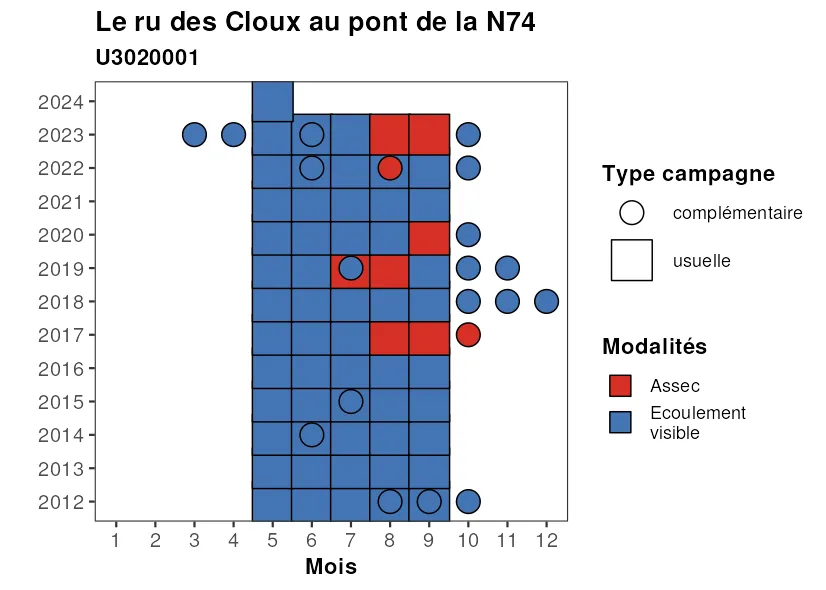 Le ru des Cloux au pont de la N74
U3020001
2024
2023
2022
2021
2020
2019
2018
2017
2016
2015
2014
2013
2012
1 2 3 4 5 6 7 8 9 10 11 12
Mois
Type campagne
complémentaire
usuelle
Modalités
Assec
Ecoulement
visible